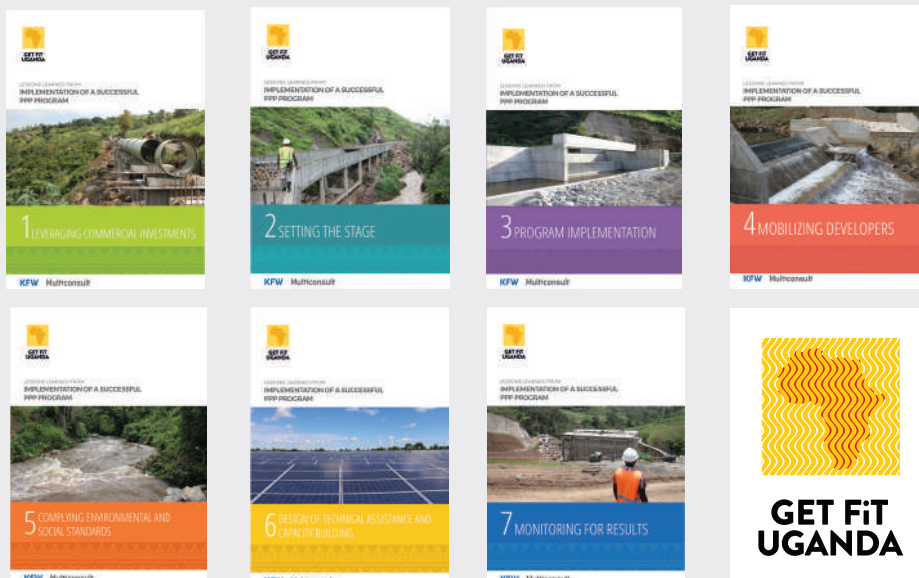 GET FiT
UGANDA
LESSONS LEARNED FROM
IMPLEMENTATION OF A SUCCESSFUL
PPP PROGRAM
1 LEVERAGING COMMERCIAL INVESTMENTS
KFW Multiconsult
GET FiT
UGANDA
LESSONS LEARNED FROM
IMPLEMENTATION OF A SUCCESSFUL
PPP PROGRAM
2 SETTING THE STAGE
KFW Multiconsult
GET FiT
UGANDA
LESSONS LEARNED FROM
IMPLEMENTATION OF A SUCCESSFUL
PPP PROGRAM
3 PROGRAM IMPLEMENTATION
KFW Multiconsult
GET FiT
UGANDA
LESSONS LEARNED FROM
IMPLEMENTATION OF A SUCCESSFUL
PPP PROGRAM
4 MOBILIZING DEVELOPERS
KFW Multiconsult
GET FiT
UGANDA
LESSONS LEARNED FROM
IMPLEMENTATION OF A SUCCESSFUL
PPP PROGRAM
5 COMPLYING ENVIRONMENTAL AND
SOCIAL STANDARDS
KFW Multiconsult
GET FiT
UGANDA
LESSONS LEARNED FROM
IMPLEMENTATION OF A SUCCESSFUL
PPP PROGRAM
6 DESIGN OF TECHNICAL ASSISTANCE AND
CAPACITY BUILDING
GET FiT
UGANDA
LESSONS LEARNED FROM
IMPLEMENTATION OF A SUCCESSFUL
PPP PROGRAM
7 MONITORING FOR RESULTS
KFW Multiconsult
GET FiT
UGANDA